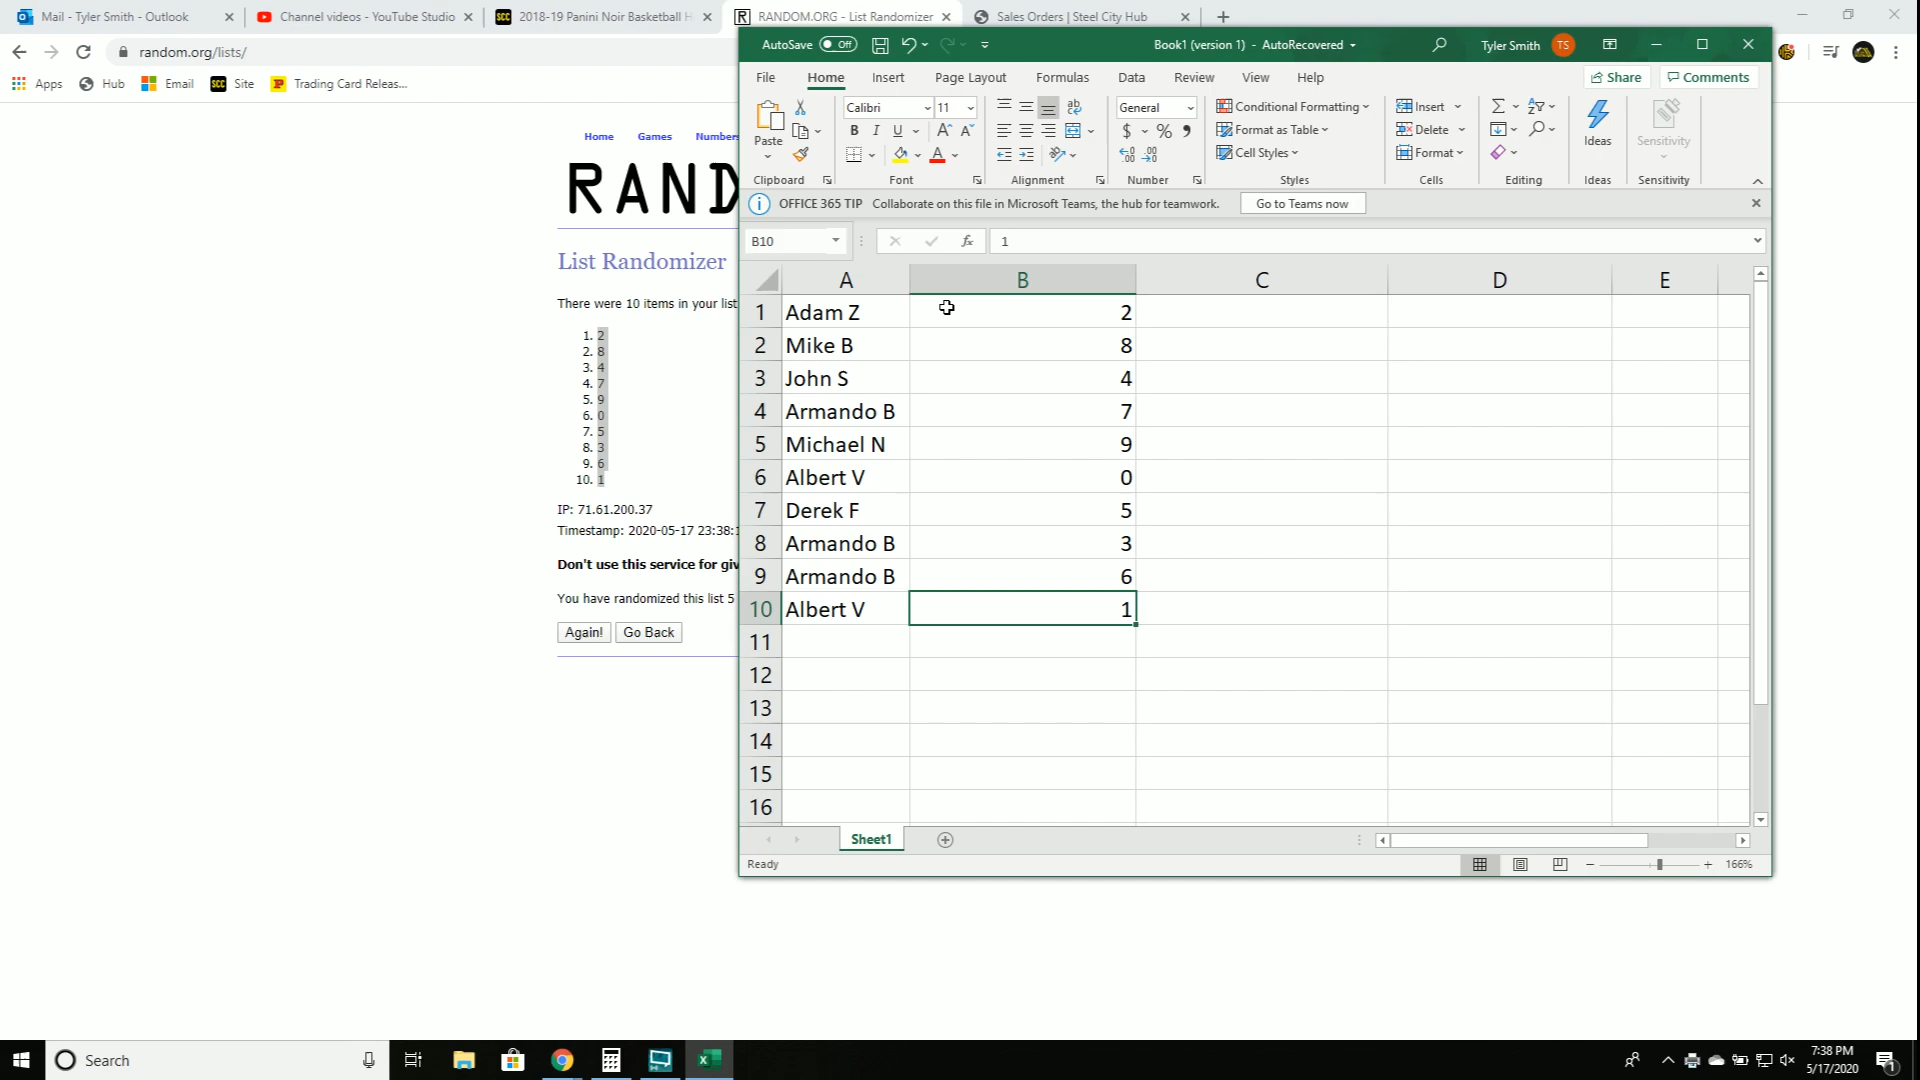 Mail - Tyler Smith - Outlook
Channel videos - YouTube Studio
SCC 2018-19 Panini Noir Basketball H
RANDOM.ORG - List Randomizer
Sales Orders | Steel City Hub
random.org/lists/
Apps Hub Email SCC Site Trading Card Releas...
Home Games Numbers
RAND
List Randomizer
There were 10 items in your list
1. 2
2. 8
3. 4
4. 7
5. 9
6. 0
7. 5
8. 3
9. 6
10. 1
IP: 71.61.200.37
Timestamp: 2020-05-17 23:38:1
Don't use this service for giv
You have randomized this list 5
Again! Go Back
AutoSave Off Book1 (version 1) - AutoRecovered Tyler Smith TS
File Home Insert Page Layout Formulas Data Review View Help Share Comments
Calibri 11 General Conditional Formatting Insert
Paste B I U $ % Format as Table Delete Ideas Sensitivity
Cell Styles Format
Clipboard Font Alignment Number Styles Cells Editing Ideas Sensitivity
OFFICE 365 TIP Collaborate on this file in Microsoft Teams, the hub for teamwork. Go to Teams now
B10 fx 1
A B C D E
1 Adam Z 2
2 Mike B 8
3 John S 4
4 Armando B 7
5 Michael N 9
6 Albert V 0
7 Derek F 5
8 Armando B 3
9 Armando B 6
10 Albert V 1
11
12
13
14
15
16
Sheet1
Ready 166%
Search
7:38 PM
5/17/2020
1